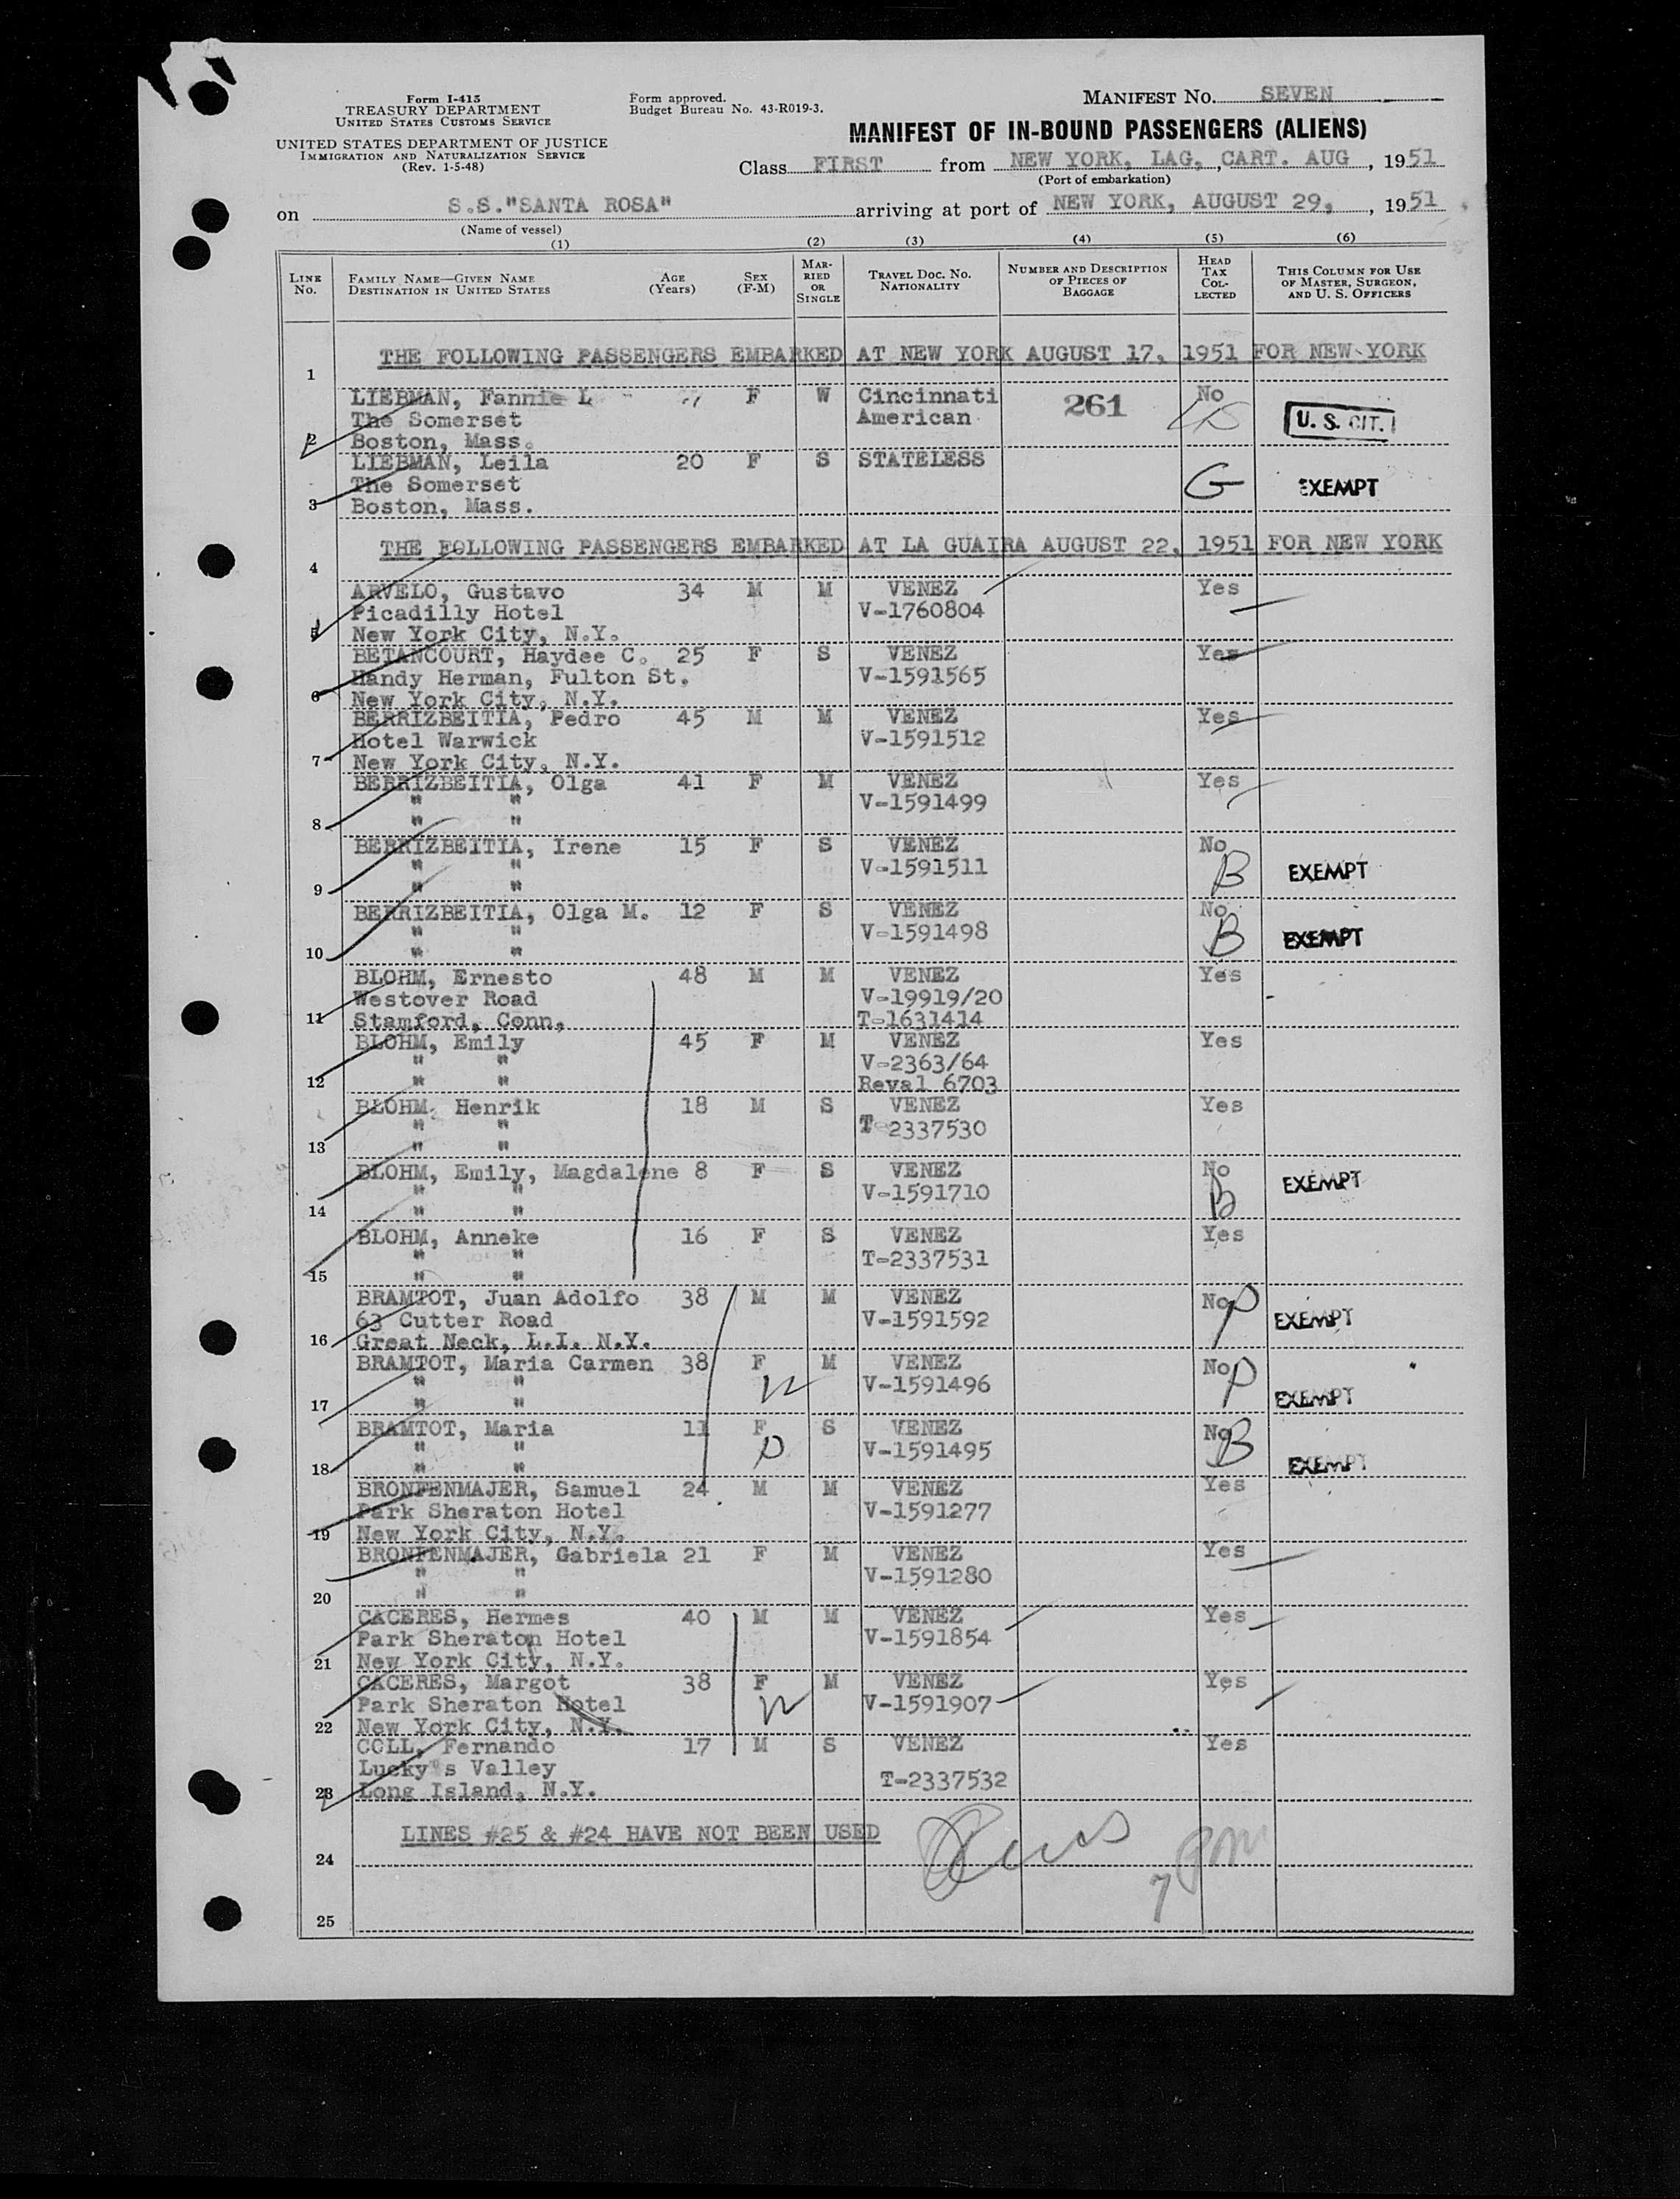 Form I-415
TREASURY DEPARTMENT
UNITED STATES CUSTOMS SERVICE
UNITED STATES DEPARTMENT OF JUSTICE
IMMIGRATION AND NATURALIZATION SERVICE
(Rev. 1-5-48)
Form approved.
Budget Bureau No. 43-R019-3.
MANIFEST NO. SEVEN
MANIFEST OF IN-BOUND PASSENGERS (ALIENS)
Class FIRST from NEW YORK, LAG, CART. AUG, 1951
(Port of embarkation)
on S.S."SANTA ROSA" arriving at port of NEW YORK, AUGUST 29, , 1951
(Name of vessel)
(1) (2) (3) (4) (5) (6)
LINE No. FAMILY NAME—GIVEN NAME DESTINATION IN UNITED STATES AGE (Years) SEX (F-M) MARRIED OR SINGLE TRAVEL DOC. NO. NATIONALITY NUMBER AND DESCRIPTION OF PIECES OF BAGGAGE HEAD TAX COLLECTED THIS COLUMN FOR USE OF MASTER, SURGEON, AND U. S. OFFICERS
1 THE FOLLOWING PASSENGERS EMBARKED AT NEW YORK AUGUST 17, 1951 FOR NEW YORK
LIEBMAN, Fannie L F W Cincinnati 261 No
The Somerset American U. S. CIT.
2 Boston, Mass.
LIEBMAN, Leila 20 F S STATELESS
The Somerset G EXEMPT
3 Boston, Mass.
4 THE FOLLOWING PASSENGERS EMBARKED AT LA GUAIRA AUGUST 22, 1951 FOR NEW YORK
ARVELO, Gustavo 34 M M VENEZ Yes
Picadilly Hotel V-1760804
5 New York City, N.Y.
BETANCOURT, Haydee C. 25 F S VENEZ Yes
Handy Herman, Fulton St. V-1591565
6 New York City, N.Y.
BERRIZBEITIA, Pedro 45 M M VENEZ Yes
Hotel Warwick V-1591512
7 New York City, N.Y.
BERRIZBEITIA, Olga 41 F M VENEZ Yes
" " V-1591499
8 " "
BERRIZBEITIA, Irene 15 F S VENEZ No
" " V-1591511 B EXEMPT
9 " "
BERRIZBEITIA, Olga M. 12 F S VENEZ No
" " V-1591498 B EXEMPT
10 " "
BLOHM, Ernesto 48 M M VENEZ Yes
Westover Road V-19919/20
11 Stamford, Conn, T-1631414
BLOHM, Emily 45 F M VENEZ Yes
" " V-2363/64
12 " " Reval 6703
BLOHM, Henrik 18 M S VENEZ Yes
" " T-2337530
13 " "
BLOHM, Emily, Magdalene 8 F S VENEZ No
" " V-1591710 B EXEMPT
14 " "
BLOHM, Anneke 16 F S VENEZ Yes
" " T-2337531
15 " "
BRAMTOT, Juan Adolfo 38 M M VENEZ No P
63 Cutter Road V-1591592 EXEMPT
16 Great Neck, L.I. N.Y.
BRAMTOT, Maria Carmen 38 F M VENEZ No P
" " V-1591496 EXEMPT
17 " "
BRAMTOT, Maria 11 F S VENEZ No B
" " V-1591495
18 " " EXEMPT
BRONFENMAJER, Samuel 24 M M VENEZ Yes
Park Sheraton Hotel V-1591277
19 New York City, N.Y.
BRONFENMAJER, Gabriela 21 F M VENEZ Yes
" " V-1591280
20 " "
CACERES, Hermes 40 M M VENEZ Yes
Park Sheraton Hotel V-1591854
21 New York City, N.Y.
CACERES, Margot 38 F M VENEZ Yes
Park Sheraton Hotel V-1591907
22 New York City, N.Y.
COLL, Fernando 17 M S VENEZ Yes
Lucky's Valley T-2337532
23 Long Island, N.Y.
LINES #25 & #24 HAVE NOT BEEN USED
24
25